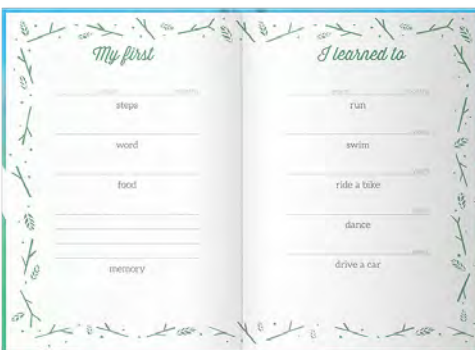 My first
steps
word
food
memory
I learned to
run
swim
ride a bike
dance
drive a car